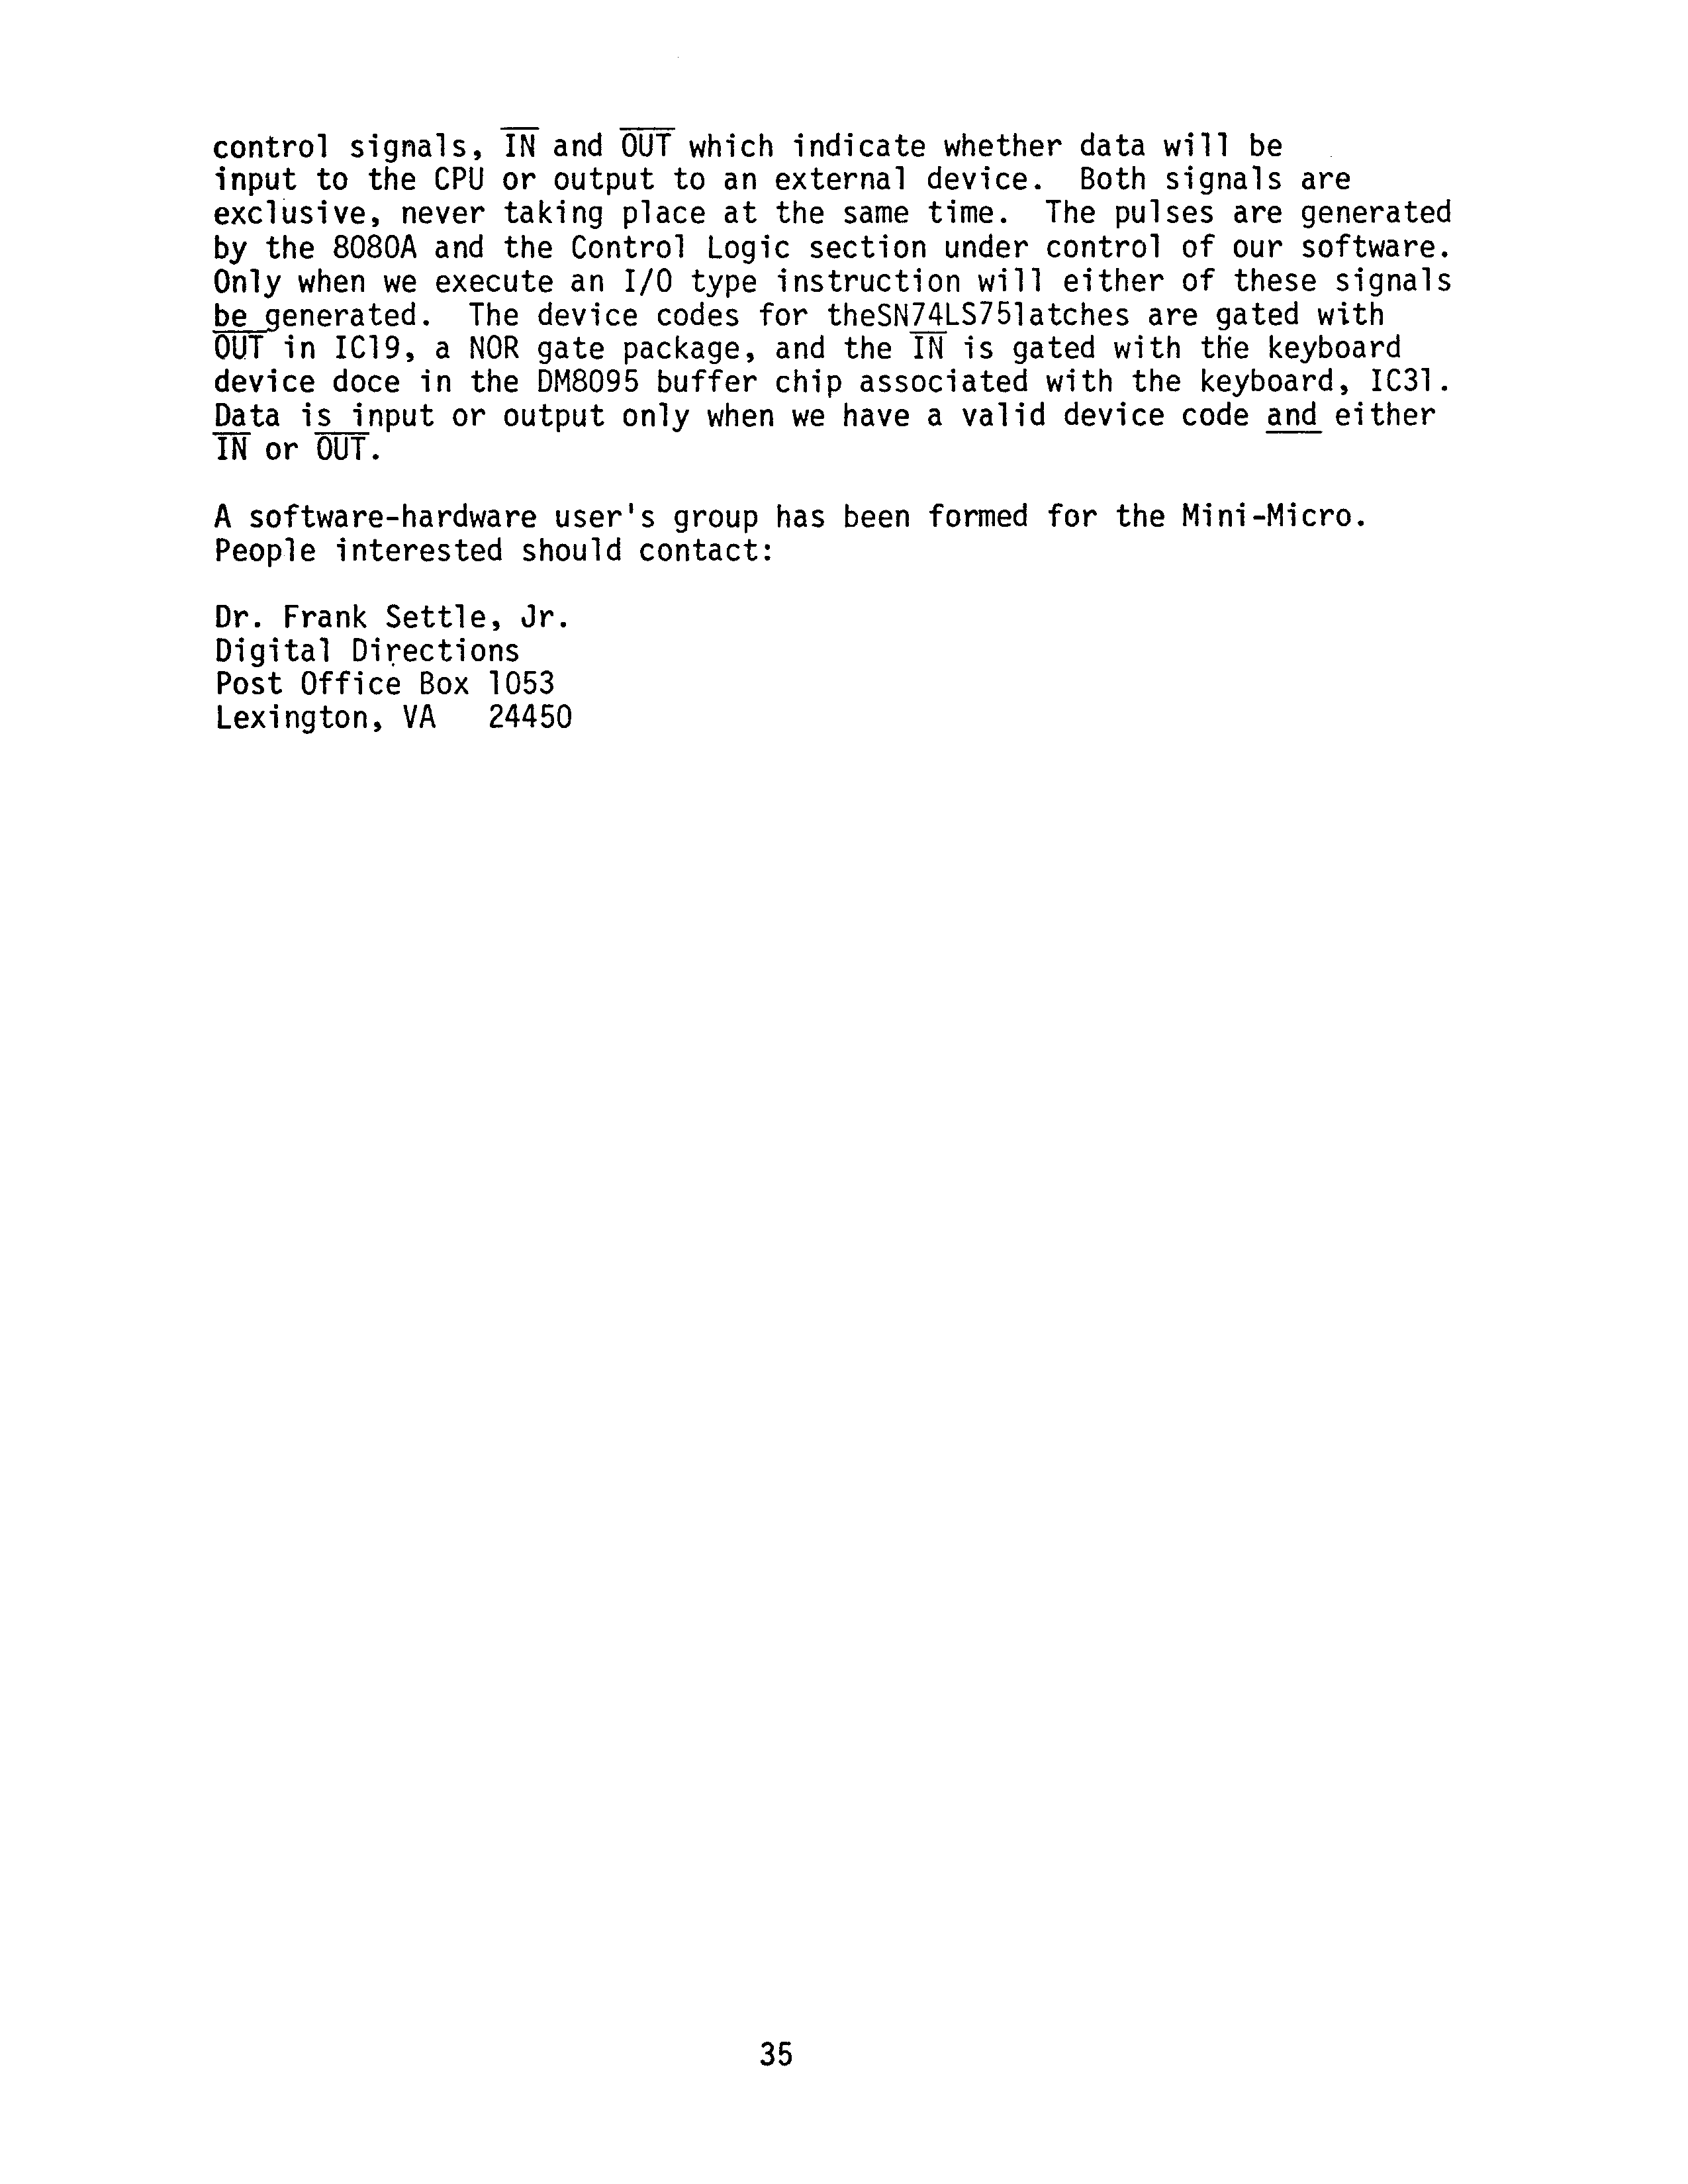 control signals, IN and OUT which indicate whether data will be
input to the CPU or output to an external device.  Both signals are
exclusive, never taking place at the same time.  The pulses are generated
by the 8080A and the Control Logic section under control of our software.
Only when we execute an I/O type instruction will either of these signals
be generated.  The device codes for theSN74LS75latches are gated with
OUT in IC19, a NOR gate package, and the IN is gated with the keyboard
device doce in the DM8095 buffer chip associated with the keyboard, IC31.
Data is input or output only when we have a valid device code and either
IN or OUT.
A software-hardware user's group has been formed for the Mini-Micro.
People interested should contact:
Dr. Frank Settle, Jr.
Digital Directions
Post Office Box 1053
Lexington, VA   24450
35